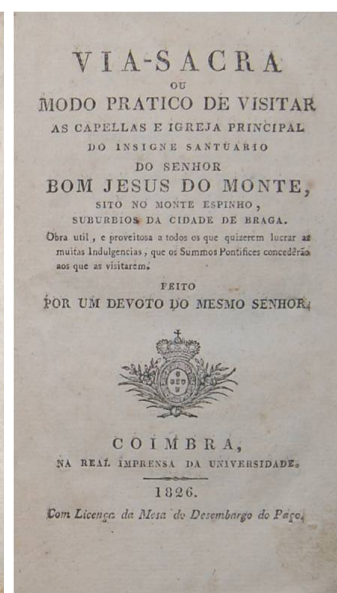 VIA-SACRA
OU
MODO PRATICO DE VISITAR
AS CAPELLAS E IGREJA PRINCIPAL
DO INSIGNE SANTUARIO
DO SENHOR
BOM JESUS DO MONTE,
SITO NO MONTE ESPINHO,
SUBURBIOS DA CIDADE DE BRAGA.
Obra util, e proveitosa a todos os que quizerem lucrar as
muitas Indulgencias, que os Summos Pontifices concedêrão
aos que as visitarem.
FEITO
POR UM DEVOTO DO MESMO SENHOR.
COIMBRA,
NA REAL IMPRENSA DA UNIVERSIDADE.
1826.
Com Licença da Mesa do Desembargo do Paço.